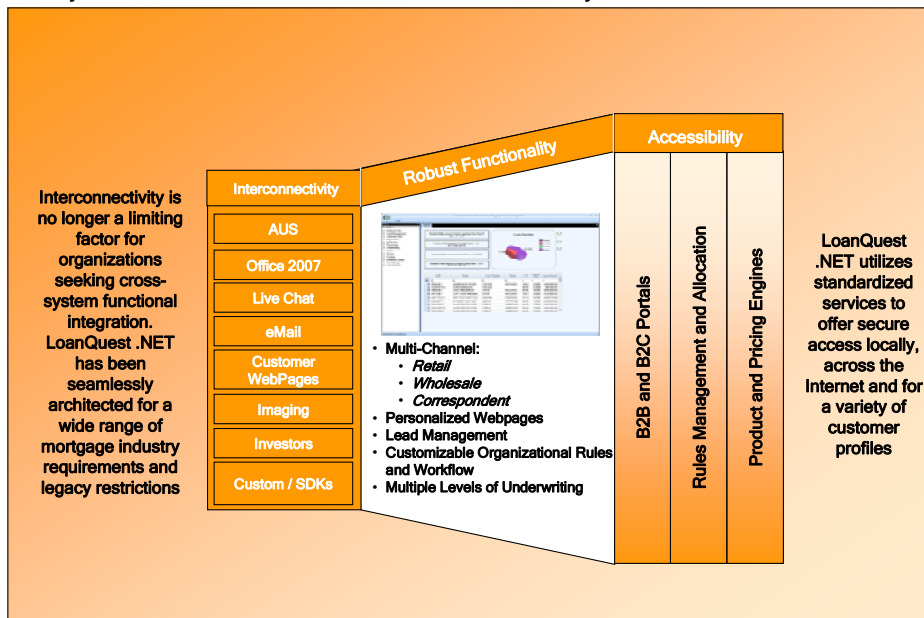 Interconnectivity is
no longer a limiting
factor for
organizations
seeking cross-
system functional
integration.
LoanQuest .NET
has been
seamlessly
architected for a
wide range of
mortgage industry
requirements and
legacy restrictions
Interconnectivity
AUS
Office 2007
Live Chat
eMail
Customer
WebPages
Imaging
Investors
Custom / SDKs
Robust Functionality
• Multi-Channel:
• Retail
• Wholesale
• Correspondent
• Personalized Webpages
• Lead Management
• Customizable Organizational Rules
and Workflow
• Multiple Levels of Underwriting
Accessibility
B2B and B2C Portals
Rules Management and Allocation
Product and Pricing Engines
LoanQuest
.NET utilizes
standardized
services to
offer secure
access locally,
across the
Internet and for
a variety of
customer
profiles